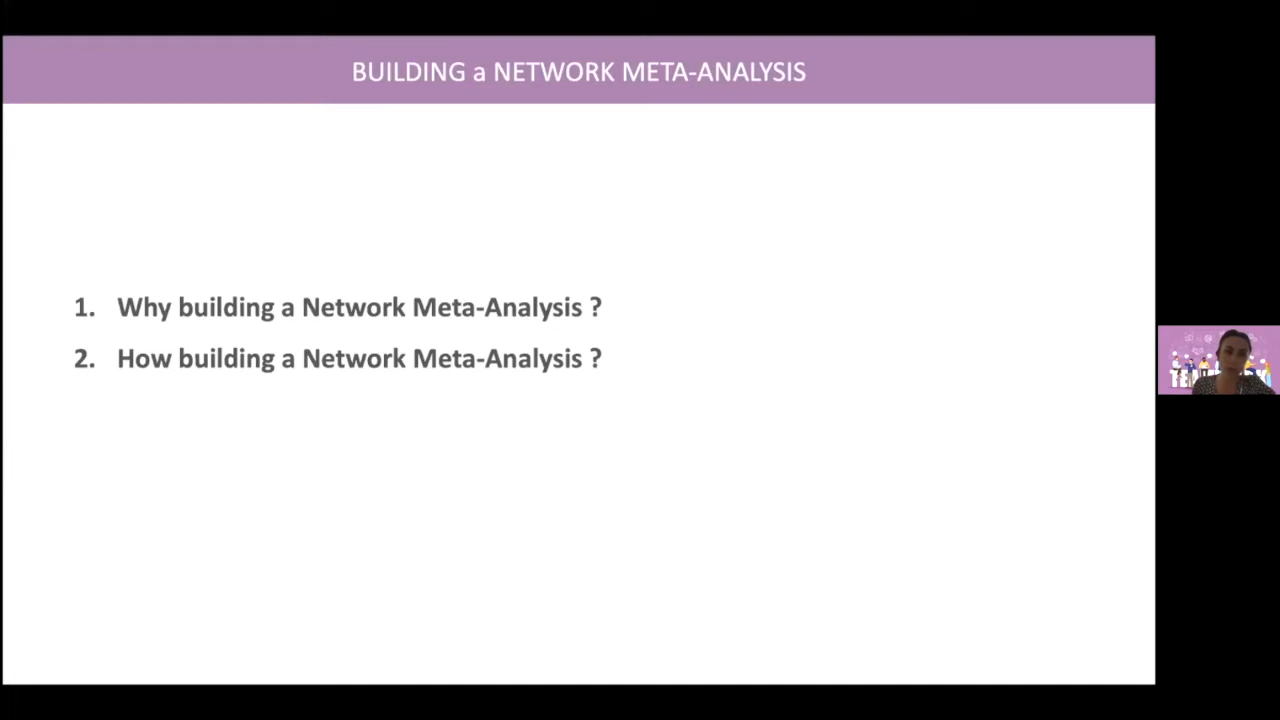 BUILDING a NETWORK META-ANALYSIS
1. Why building a Network Meta-Analysis ?
2. How building a Network Meta-Analysis ?